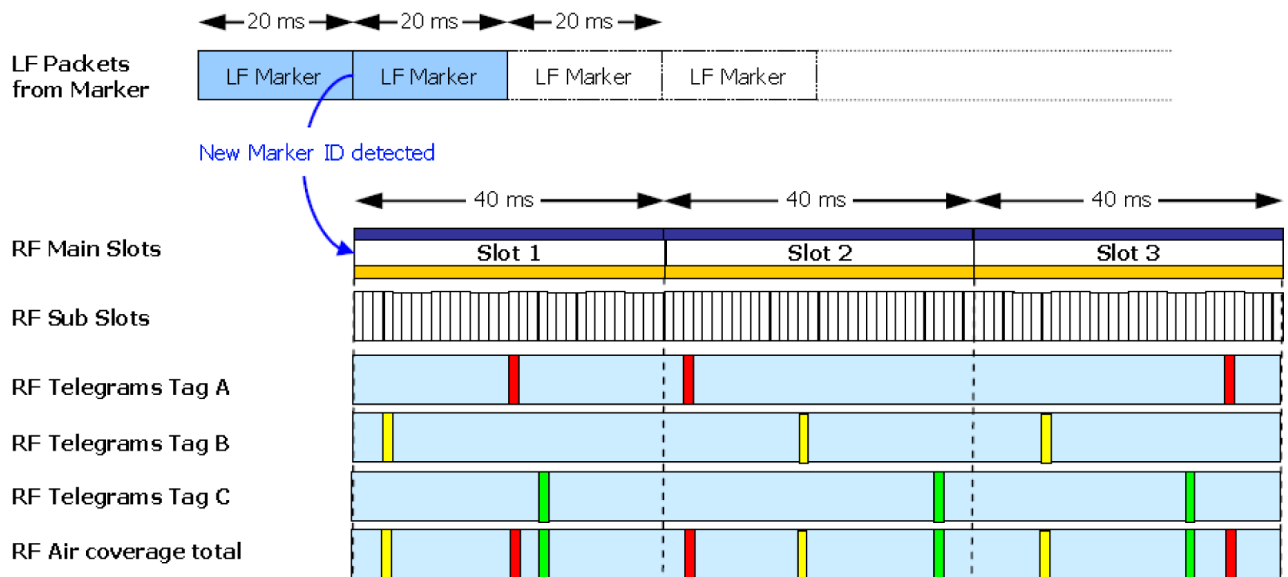 20 ms 20 ms 20 ms
LF Packets
from Marker
LF Marker LF Marker LF Marker LF Marker
New Marker ID detected
40 ms 40 ms 40 ms
RF Main Slots Slot 1 Slot 2 Slot 3
RF Sub Slots
RF Telegrams Tag A
RF Telegrams Tag B
RF Telegrams Tag C
RF Air coverage total